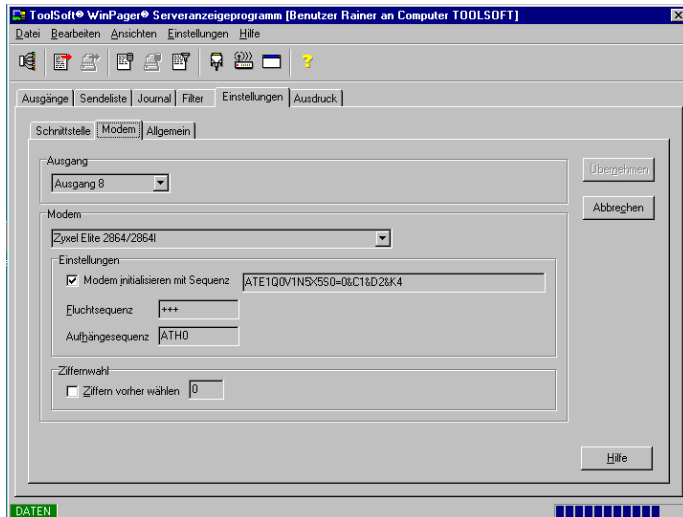 ToolSoft® WinPager® Serveranzeigeprogramm [Benutzer Rainer an Computer TOOLSOFT]
Datei Bearbeiten Ansichten Einstellungen Hilfe
Ausgänge Sendeliste Journal Filter Einstellungen Ausdruck
Schnittstelle Modem Allgemein
Ausgang
Ausgang 8
Übernehmen
Abbrechen
Modem
Zyxel Elite 2864/2864I
Einstellungen
Modem initialisieren mit Sequenz ATE1Q0V1N5X5S0=0&C1&D2&K4
Fluchtsequenz +++
Aufhängesequenz ATH0
Ziffernwahl
Ziffern vorher wählen 0
Hilfe
DATEN